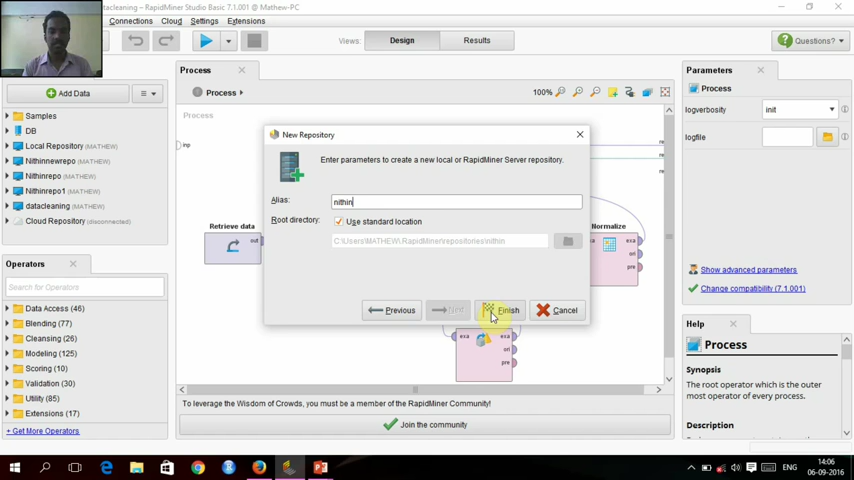 datacleaning – RapidMiner Studio Basic 7.1.001 @ Mathew-PC
Connections Cloud Settings Extensions
Views: Design Results Questions?
Add Data
Samples
DB
Local Repository (MATHEW)
Nithinnewrepo (MATHEW)
Nithinrepo (MATHEW)
Nithinrepo1 (MATHEW)
datacleaning (MATHEW)
Cloud Repository (disconnected)
Operators
Search for Operators
Data Access (46)
Blending (77)
Cleansing (26)
Modeling (125)
Scoring (10)
Validation (30)
Utility (85)
Extensions (17)
Get More Operators
Process
Process
100%
Process
inp
Retrieve data
out
Normalize
exa
ori
pre
exa
exa
ori
pre
New Repository
Enter parameters to create a new local or RapidMiner Server repository.
Alias: nithin
Root directory: Use standard location
C:\Users\MATHEW\.RapidMiner\repositories\nithin
Previous Next Finish Cancel
To leverage the Wisdom of Crowds, you must be a member of the RapidMiner Community!
Join the community
Parameters
Process
logverbosity init
logfile
Show advanced parameters
Change compatibility (7.1.001)
Help
Process
Synopsis
The root operator which is the outer
most operator of every process.
Description
ENG
14:06
06-09-2016